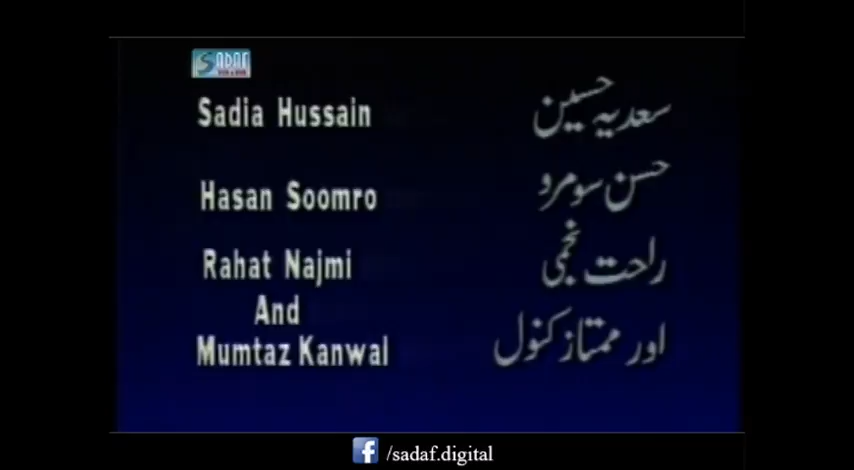 SADAF
Sadia Hussain سعدیہ حسین
Hasan Soomro حسن سومرو
Rahat Najmi راحت نجمی
And
Mumtaz Kanwal اور ممتاز کنول
f /sadaf.digital